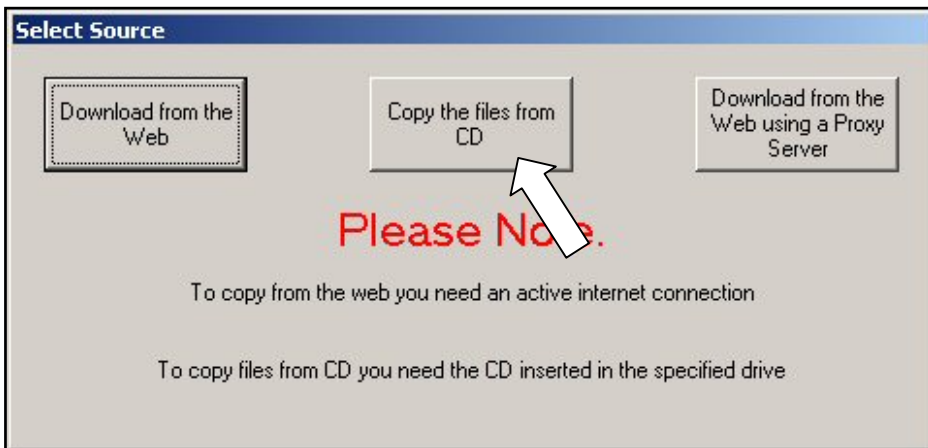 Select Source
Download from the
Web
Copy the files from
CD
Download from the
Web using a Proxy
Server
Please
To copy from the web you need an active internet connection
To copy files from CD you need the CD inserted in the specified drive